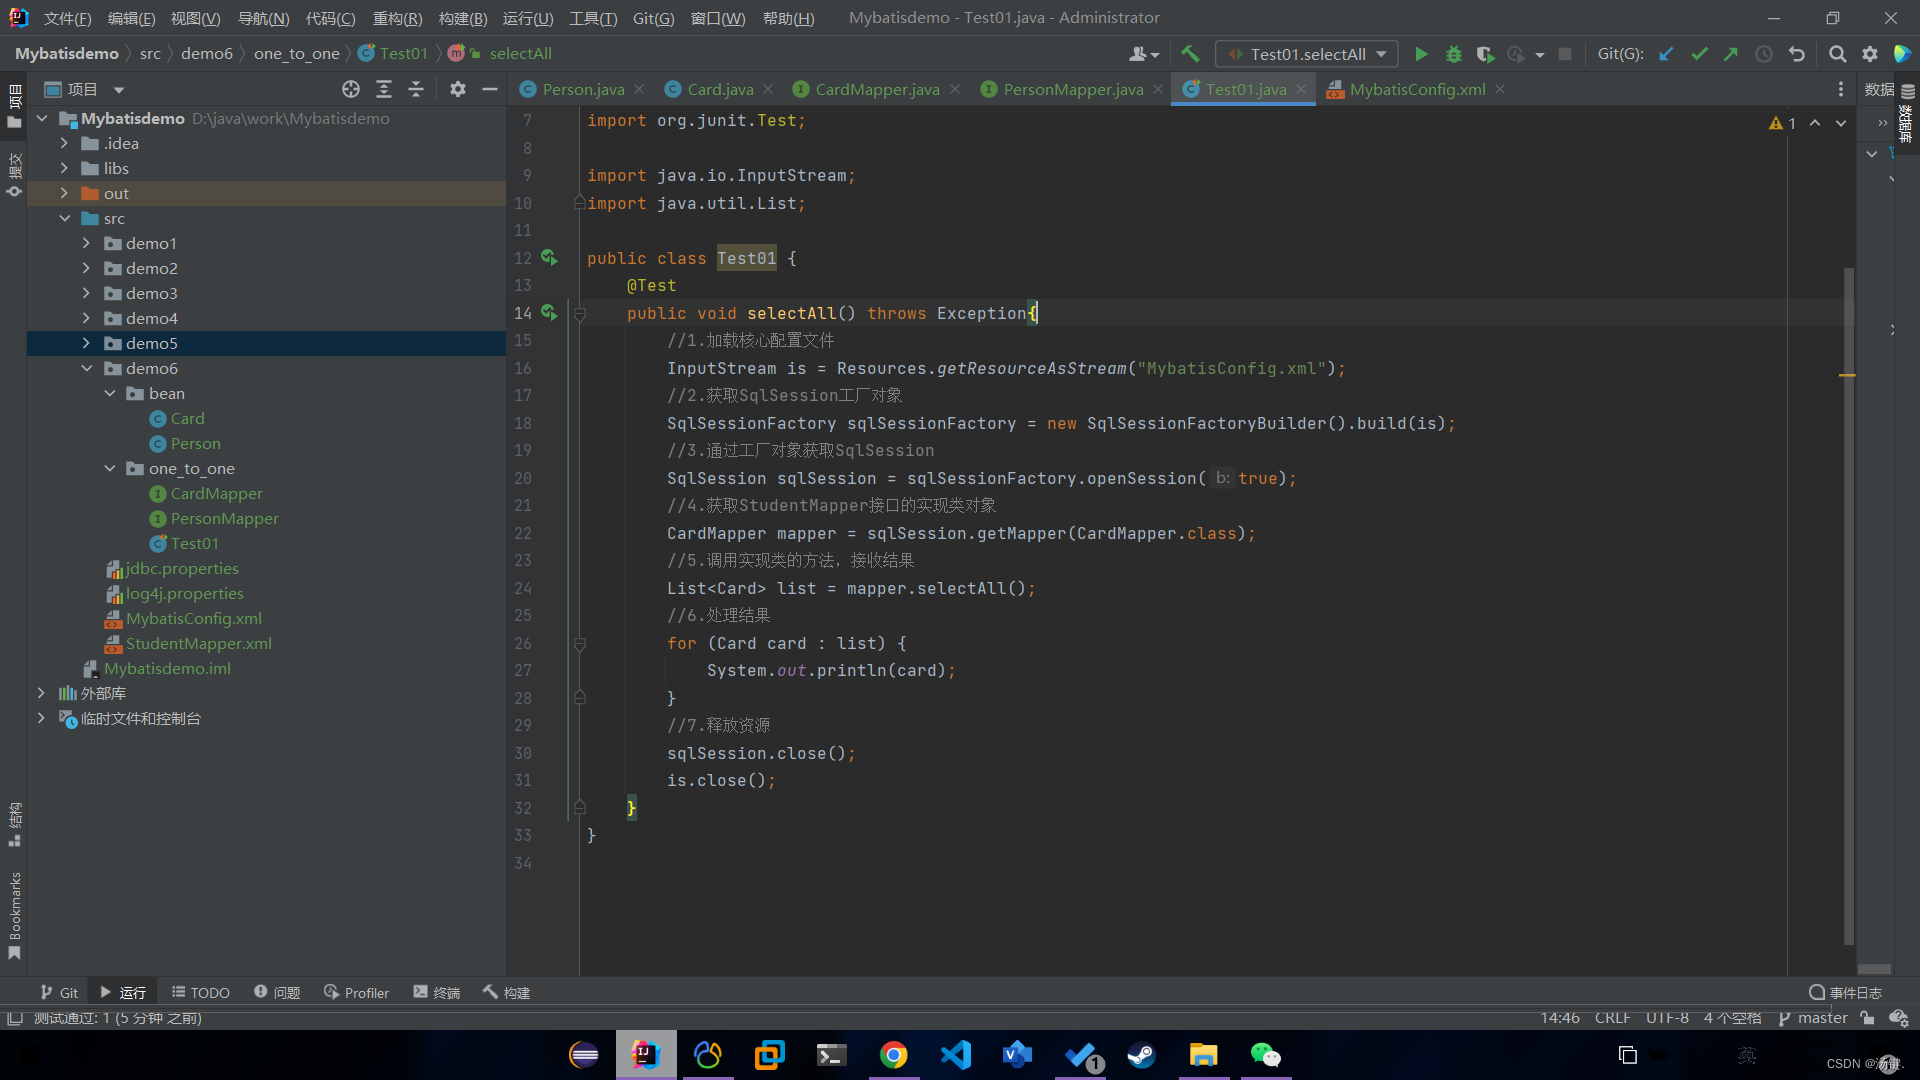 文件(F) 编辑(E) 视图(V) 导航(N) 代码(C) 重构(R) 构建(B) 运行(U) 工具(T) Git(G) 窗口(W) 帮助(H) Mybatisdemo - Test01.java - Administrator
Mybatisdemo src demo6 one_to_one Test01 selectAll Test01.selectAll Git(G):
项目 Person.java Card.java CardMapper.java PersonMapper.java Test01.java MybatisConfig.xml 数据
项目
提交
结构
Bookmarks
Mybatisdemo D:\java\work\Mybatisdemo
.idea
libs
out
src
demo1
demo2
demo3
demo4
demo5
demo6
bean
Card
Person
one_to_one
CardMapper
PersonMapper
Test01
jdbc.properties
log4j.properties
MybatisConfig.xml
StudentMapper.xml
Mybatisdemo.iml
外部库
临时文件和控制台
7 import org.junit.Test;
8
9 import java.io.InputStream;
10 import java.util.List;
11
12 public class Test01 {
13 @Test
14 public void selectAll() throws Exception{
15 //1.加载核心配置文件
16 InputStream is = Resources.getResourceAsStream("MybatisConfig.xml");
17 //2.获取SqlSession工厂对象
18 SqlSessionFactory sqlSessionFactory = new SqlSessionFactoryBuilder().build(is);
19 //3.通过工厂对象获取SqlSession
20 SqlSession sqlSession = sqlSessionFactory.openSession( b: true);
21 //4.获取StudentMapper接口的实现类对象
22 CardMapper mapper = sqlSession.getMapper(CardMapper.class);
23 //5.调用实现类的方法，接收结果
24 List<Card> list = mapper.selectAll();
25 //6.处理结果
26 for (Card card : list) {
27 System.out.println(card);
28 }
29 //7.释放资源
30 sqlSession.close();
31 is.close();
32 }
33 }
34
1
数据库
Git 运行 TODO 问题 Profiler 终端 构建 事件日志
测试通过: 1 (5 分钟 之前) 14:46 CRLF UTF-8 4 个空格 master
1 英
CSDN @汤键.